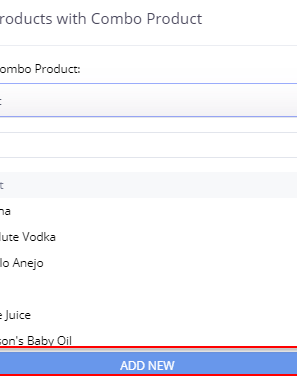 roducts with Combo Product
ombo Product:
t
t
na
lute Vodka
lo Anejo
e Juice
son's Baby Oil
ADD NEW